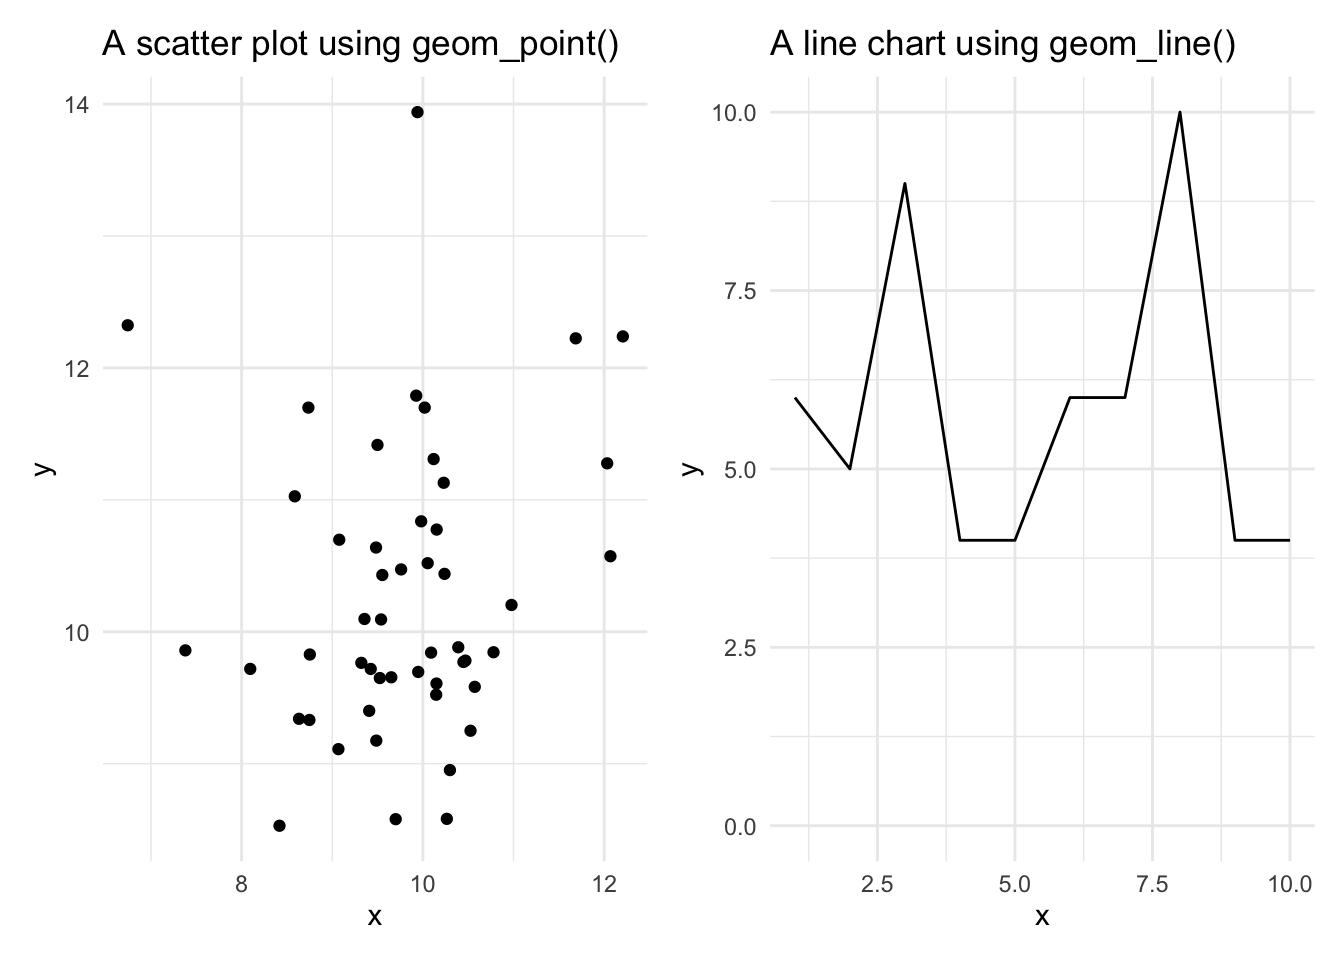 A scatter plot using geom_point()
14
12
10
y
8 10 12
x
A line chart using geom_line()
10.0
7.5
5.0
2.5
0.0
y
2.5 5.0 7.5 10.0
x